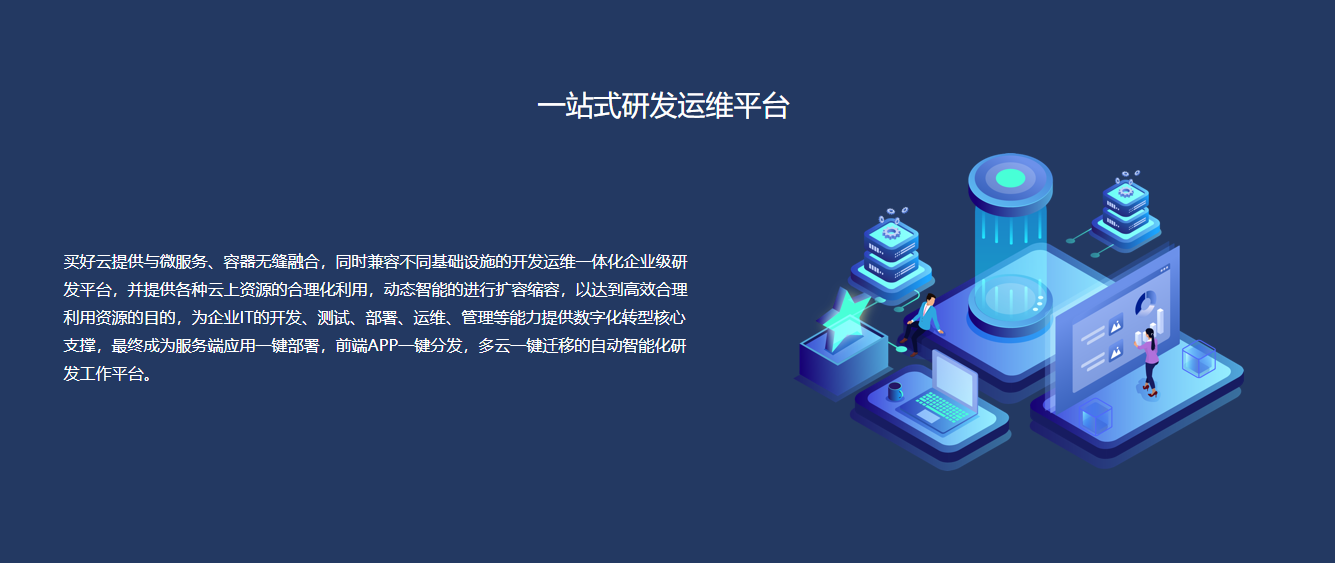 一站式研发运维平台
买好云提供与微服务、容器无缝融合，同时兼容不同基础设施的开发运维一体化企业级研
发平台，并提供各种云上资源的合理化利用，动态智能的进行扩容缩容，以达到高效合理
利用资源的目的，为企业IT的开发、测试、部署、运维、管理等能力提供数字化转型核心
支撑，最终成为服务端应用一键部署，前端APP一键分发，多云一键迁移的自动智能化研
发工作平台。